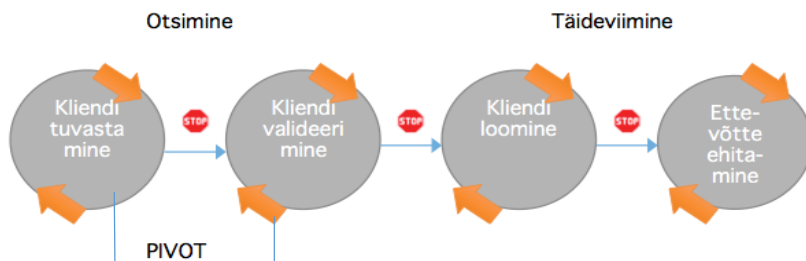 Otsimine
Täideviimine
Kliendi
tuvasta
mine
STOP
Kliendi
valideeri
mine
STOP
Kliendi
loomine
STOP
Ette-
võtte
ehita-
mine
PIVOT